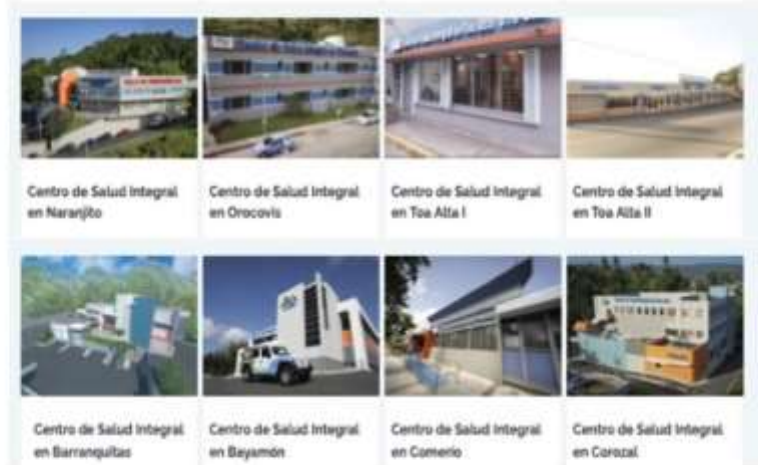 Centro de Salud Integral
en Naranjito
Centro de Salud Integral
en Orocovis
Centro de Salud Integral
en Toa Alta I
Centro de Salud Integral
en Toa Alta II
Centro de Salud Integral
en Barranquitas
Centro de Salud Integral
en Bayamón
Centro de Salud Integral
en Comerío
Centro de Salud Integral
en Corozal